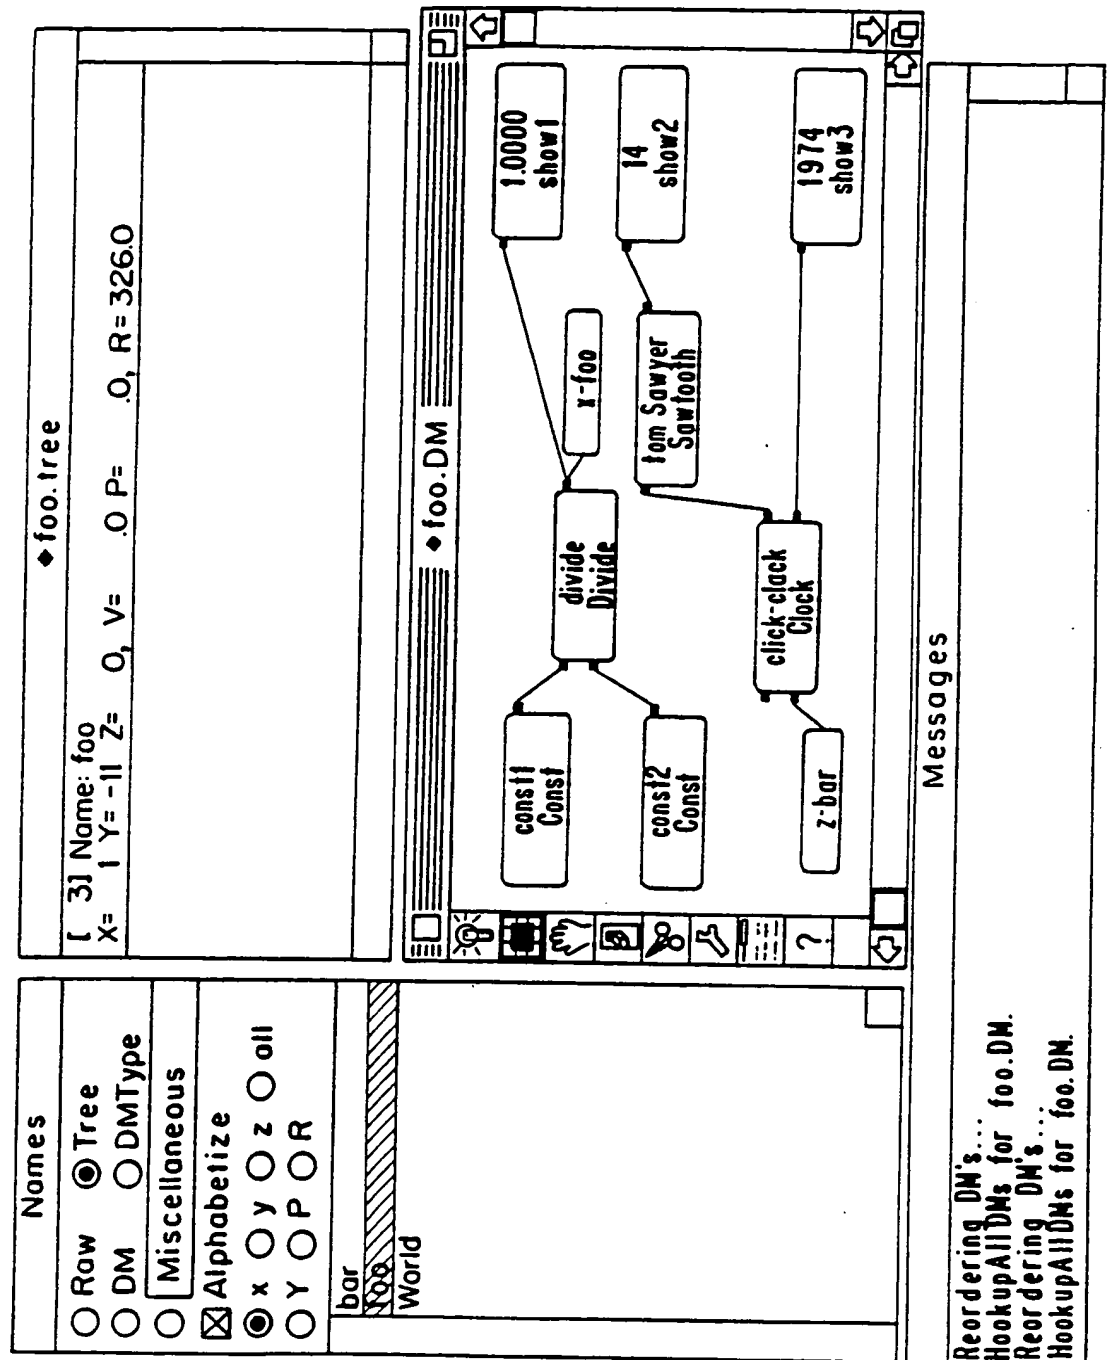 Names
Raw Tree
DM DMType
Miscellaneous
Alphabetize
x y z all
Y P R
bar
foo
World
◆foo.tree
[ 3] Name: foo
X= 1 Y= -11 Z= 0, V= .0 P= .0, R= 326.0
◆foo.DM
?
const1
Const
const2
Const
z-bar
divide
Divide
click-clack
Clock
x-foo
tom Sawyer
Sawtooth
1.0000
show1
14
show2
1974
show3
Messages
Reordering DM's...
HookupAllDMs for foo.DM.
Reordering DM's...
HookupAllDMs for foo.DM.